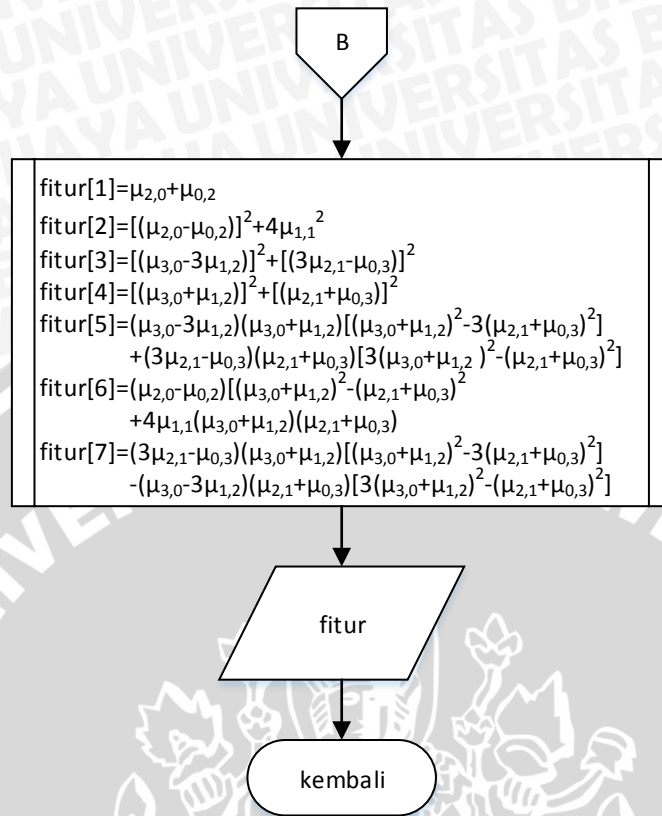 B
fitur[1]=μ₂,₀+μ₀,₂
fitur[2]=[(μ₂,₀-μ₀,₂)]²+4μ₁,₁²
fitur[3]=[(μ₃,₀-3μ₁,₂)]²+[(3μ₂,₁-μ₀,₃)]²
fitur[4]=[(μ₃,₀+μ₁,₂)]²+[(μ₂,₁+μ₀,₃)]²
fitur[5]=(μ₃,₀-3μ₁,₂)(μ₃,₀+μ₁,₂)[(μ₃,₀+μ₁,₂)²-3(μ₂,₁+μ₀,₃)²]
+(3μ₂,₁-μ₀,₃)(μ₂,₁+μ₀,₃)[3(μ₃,₀+μ₁,₂ )²-(μ₂,₁+μ₀,₃)²]
fitur[6]=(μ₂,₀-μ₀,₂)[(μ₃,₀+μ₁,₂)²-(μ₂,₁+μ₀,₃)²
+4μ₁,₁(μ₃,₀+μ₁,₂)(μ₂,₁+μ₀,₃)
fitur[7]=(3μ₂,₁-μ₀,₃)(μ₃,₀+μ₁,₂)[(μ₃,₀+μ₁,₂)²-3(μ₂,₁+μ₀,₃)²]
-(μ₃,₀-3μ₁,₂)(μ₂,₁+μ₀,₃)[3(μ₃,₀+μ₁,₂)²-(μ₂,₁+μ₀,₃)²]
fitur
kembali